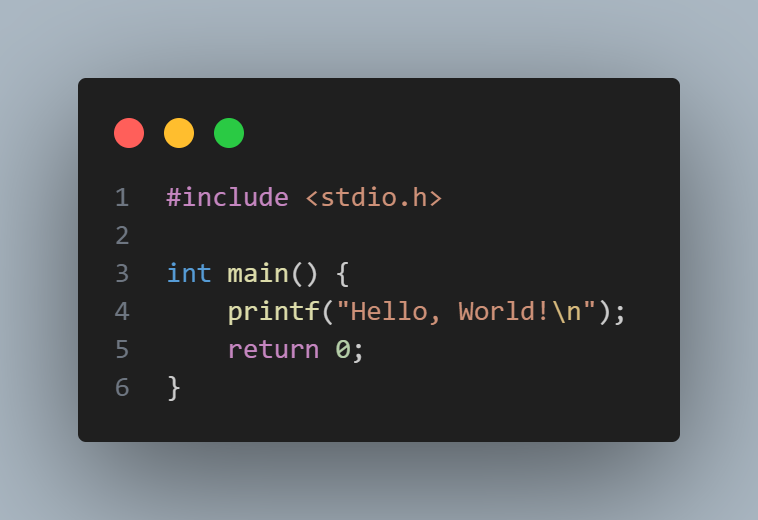 1 #include <stdio.h>
2
3 int main() {
4     printf("Hello, World!\n");
5     return 0;
6 }